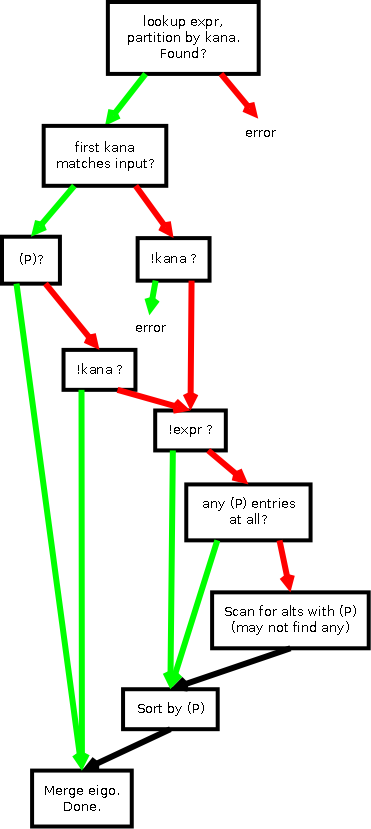 lookup expr,
partition by kana.
Found?
error
first kana
matches input?
(P)?
!kana ?
error
!kana ?
!expr ?
any (P) entries
at all?
Scan for alts with (P)
(may not find any)
Sort by (P)
Merge eigo.
Done.